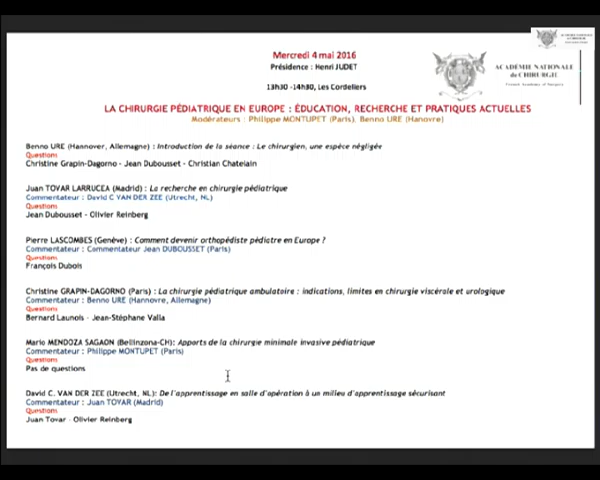 Mercredi 4 mai 2016
Présidence : Henri JUDET
13h30 -14h30, Les Cordeliers
ACADÉMIE NATIONALE
de CHIRURGIE
French Academy of Surgery
LA CHIRURGIE PÉDIATRIQUE EN EUROPE : ÉDUCATION, RECHERCHE ET PRATIQUES ACTUELLES
Modérateurs : Philippe MONTUPET (Paris), Benno URE (Hanovre)
Benno URE (Hannover, Allemagne) : Introduction de la séance : Le chirurgien, une espèce négligée
Questions
Christine Grapin-Dagorno - Jean Dubousset - Christian Chatelain
Juan TOVAR LARRUCEA (Madrid) : La recherche en chirurgie pédiatrique
Commentateur : David C VAN DER ZEE (Utrecht, NL)
Questions
Jean Dubousset - Olivier Reinberg
Pierre LASCOMBES (Genève) : Comment devenir orthopédiste pédiatre en Europe ?
Commentateur : Commentateur Jean DUBOUSSET (Paris)
Questions
François Dubois
Christine GRAPIN-DAGORNO (Paris) : La chirurgie pédiatrique ambulatoire : indications, limites en chirurgie viscérale et urologique
Commentateur : Benno URE (Hannovre, Allemagne)
Questions
Bernard Launois - Jean-Stéphane Valla
Mario MENDOZA SAGAON (Bellinzona-CH): Apports de la chirurgie minimale invasive pédiatrique
Commentateur : Philippe MONTUPET (Paris)
Questions
Pas de questions
David C. VAN DER ZEE (Utrecht, NL): De l'apprentissage en salle d'opération à un milieu d'apprentissage sécurisant
Commentateur : Juan TOVAR (Madrid)
Questions
Juan Tovar - Olivier Reinberg